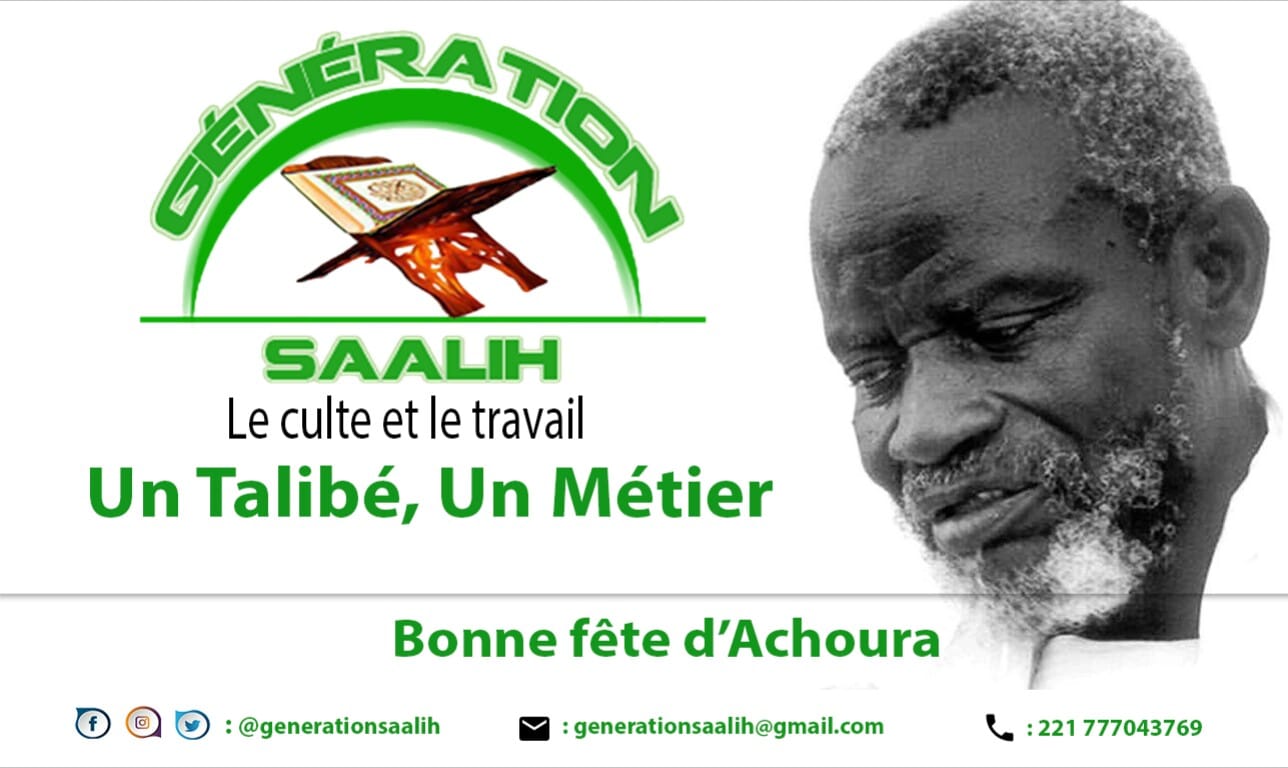 GÉNÉRATION
SAALIH
Le culte et le travail
Un Talibé, Un Métier
Bonne fête d’Achoura
: @generationsaalih
: generationsaalih@gmail.com
: 221 777043769